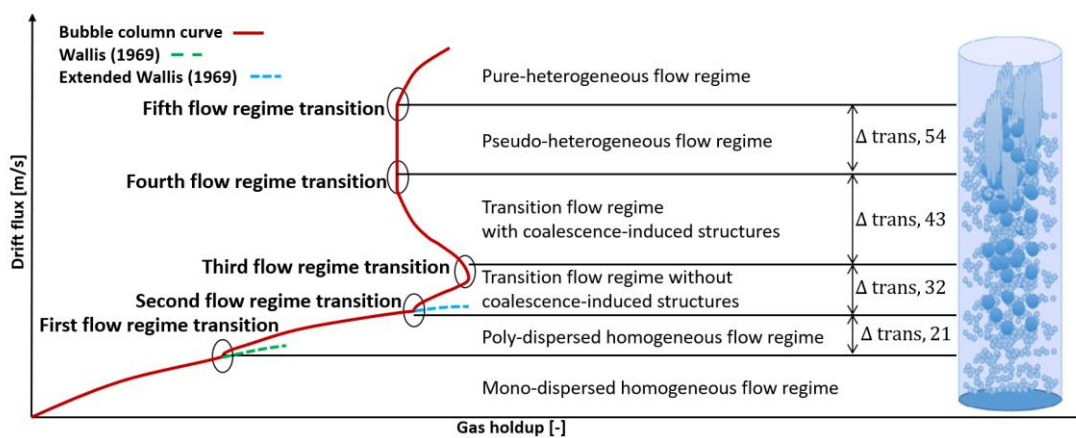 Bubble column curve
Wallis (1969)
Extended Wallis (1969)
Pure-heterogeneous flow regime
Fifth flow regime transition
Pseudo-heterogeneous flow regime
Δ trans, 54
Fourth flow regime transition
Transition flow regime
with coalescence-induced structures
Δ trans, 43
Third flow regime transition
Transition flow regime without
coalescence-induced structures
Δ trans, 32
Second flow regime transition
First flow regime transition
Poly-dispersed homogeneous flow regime
Δ trans, 21
Mono-dispersed homogeneous flow regime
Drift flux [m/s]
Gas holdup [-]